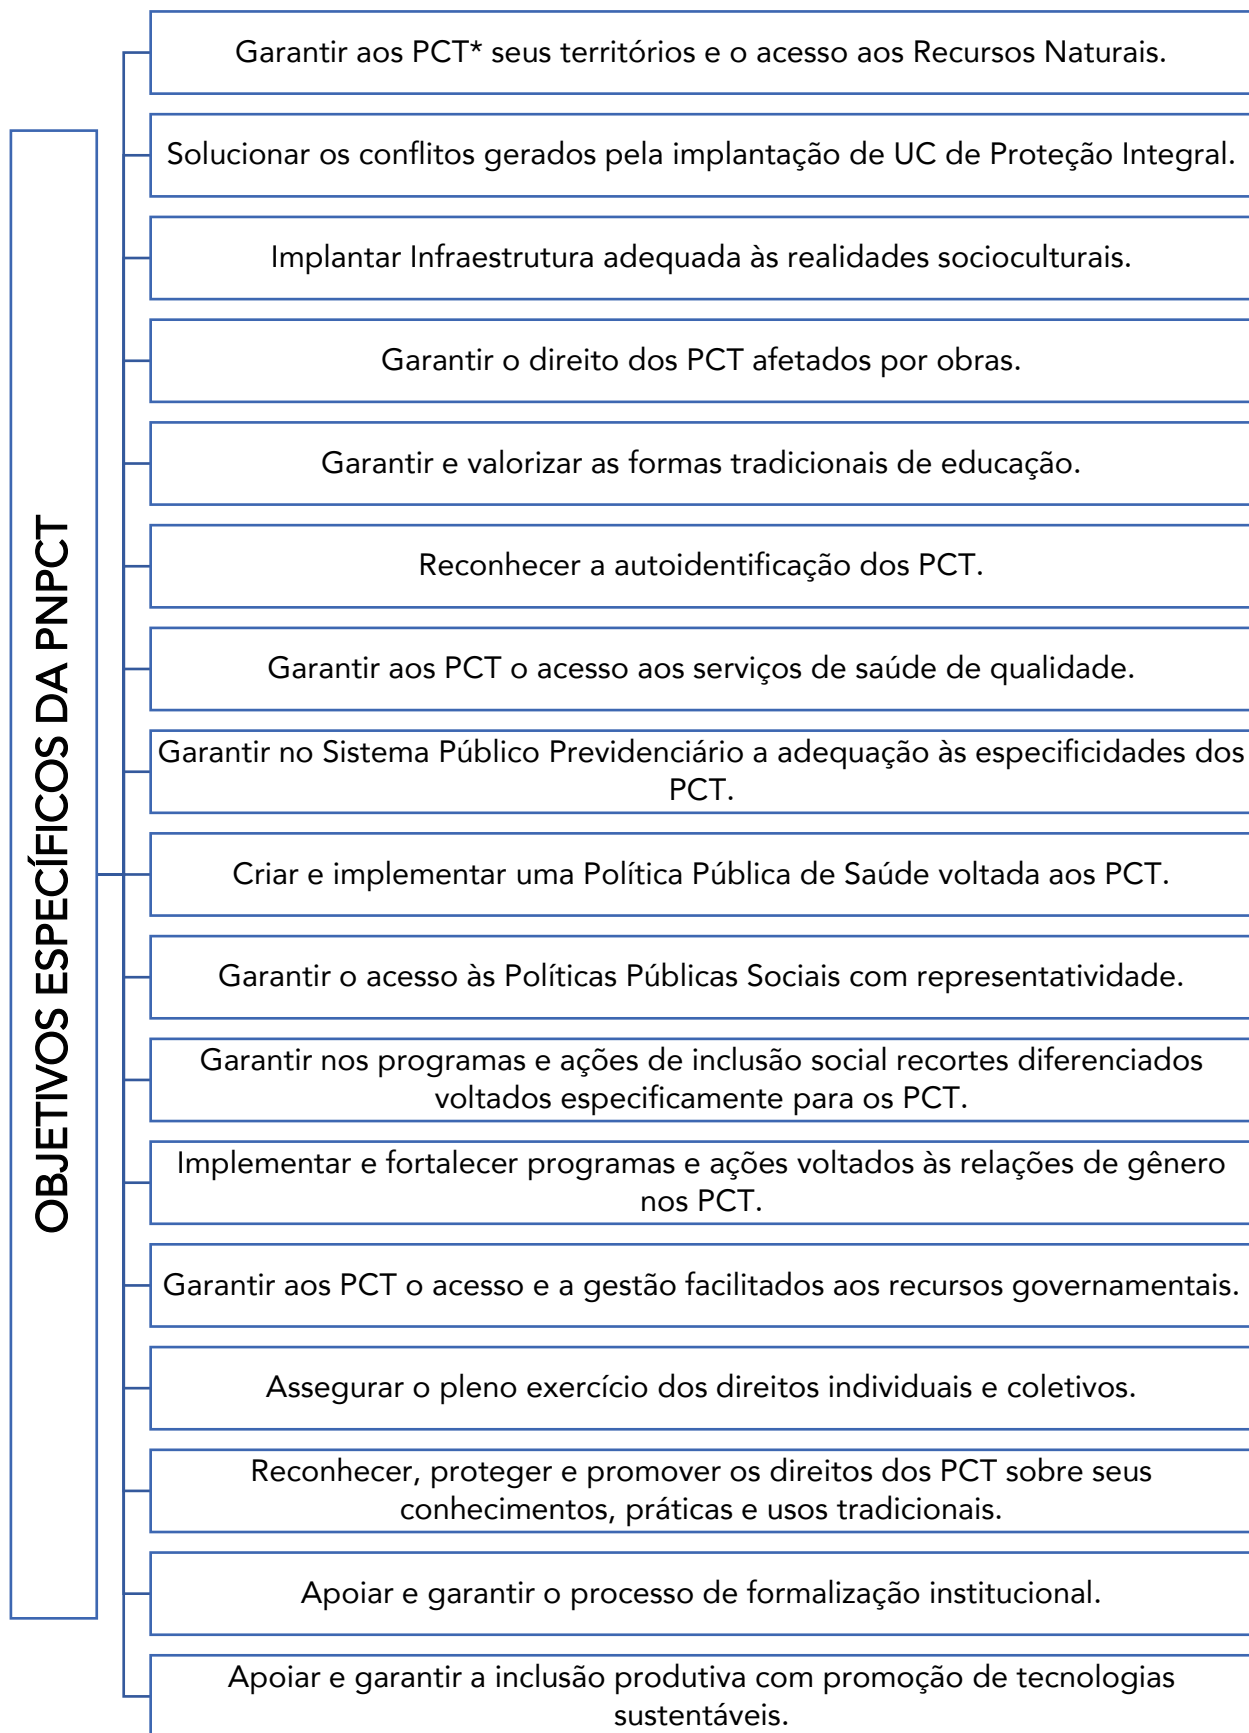 OBJETIVOS ESPECÍFICOS DA PNPCT
Garantir aos PCT* seus territórios e o acesso aos Recursos Naturais.
Solucionar os conflitos gerados pela implantação de UC de Proteção Integral.
Implantar Infraestrutura adequada às realidades socioculturais.
Garantir o direito dos PCT afetados por obras.
Garantir e valorizar as formas tradicionais de educação.
Reconhecer a autoidentificação dos PCT.
Garantir aos PCT o acesso aos serviços de saúde de qualidade.
Garantir no Sistema Público Previdenciário a adequação às especificidades dos
PCT.
Criar e implementar uma Política Pública de Saúde voltada aos PCT.
Garantir o acesso às Políticas Públicas Sociais com representatividade.
Garantir nos programas e ações de inclusão social recortes diferenciados
voltados especificamente para os PCT.
Implementar e fortalecer programas e ações voltados às relações de gênero
nos PCT.
Garantir aos PCT o acesso e a gestão facilitados aos recursos governamentais.
Assegurar o pleno exercício dos direitos individuais e coletivos.
Reconhecer, proteger e promover os direitos dos PCT sobre seus
conhecimentos, práticas e usos tradicionais.
Apoiar e garantir o processo de formalização institucional.
Apoiar e garantir a inclusão produtiva com promoção de tecnologias
sustentáveis.